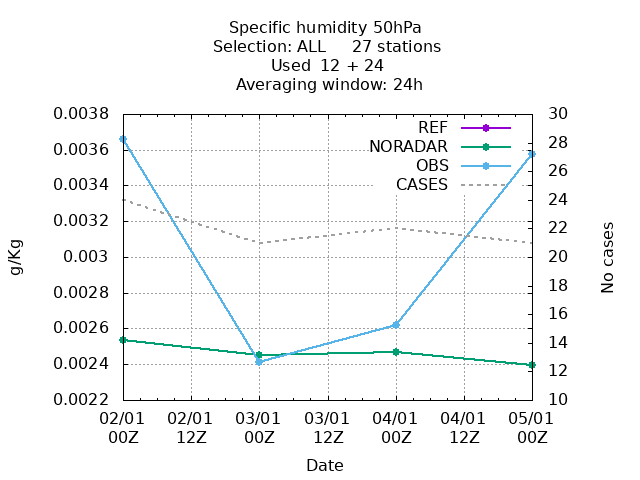 Specific humidity 50hPa
Selection: ALL 27 stations
Used 12 + 24
Averaging window: 24h
g/Kg
0.0038
0.0036
0.0034
0.0032
0.003
0.0028
0.0026
0.0024
0.0022
REF
NORADAR
OBS
CASES
30
28
26
24
22
20
18
16
14
12
10
No cases
02/01 02/01 03/01 03/01 04/01 04/01 05/01
00Z 12Z 00Z 12Z 00Z 12Z 00Z
Date